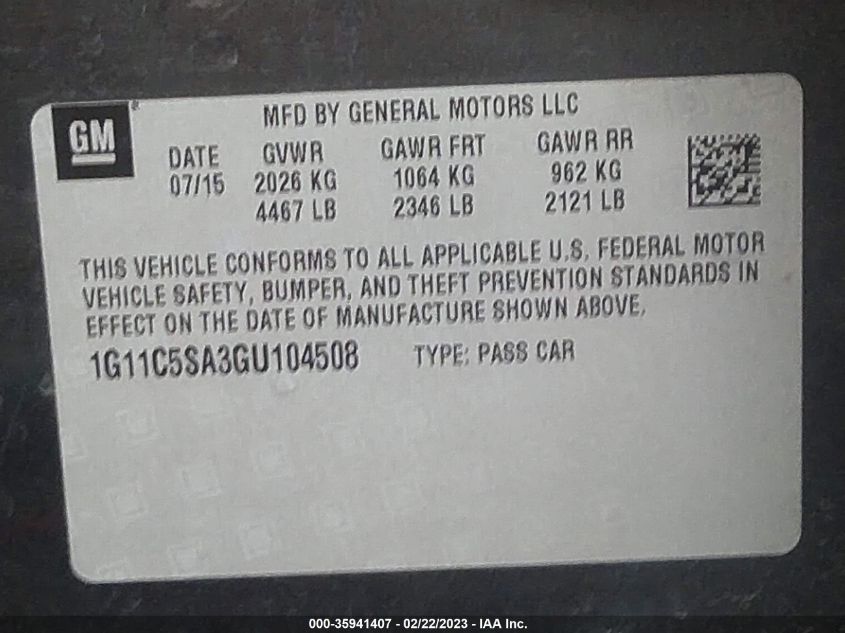 GM®
MFD BY GENERAL MOTORS LLC
DATE GVWR GAWR FRT GAWR RR
07/15 2026 KG 1064 KG 962 KG
4467 LB 2346 LB 2121 LB
THIS VEHICLE CONFORMS TO ALL APPLICABLE U.S. FEDERAL MOTOR
VEHICLE SAFETY, BUMPER, AND THEFT PREVENTION STANDARDS IN
EFFECT ON THE DATE OF MANUFACTURE SHOWN ABOVE.
1G11C5SA3GU104508 TYPE: PASS CAR
000-35941407 - 02/22/2023 - IAA Inc.